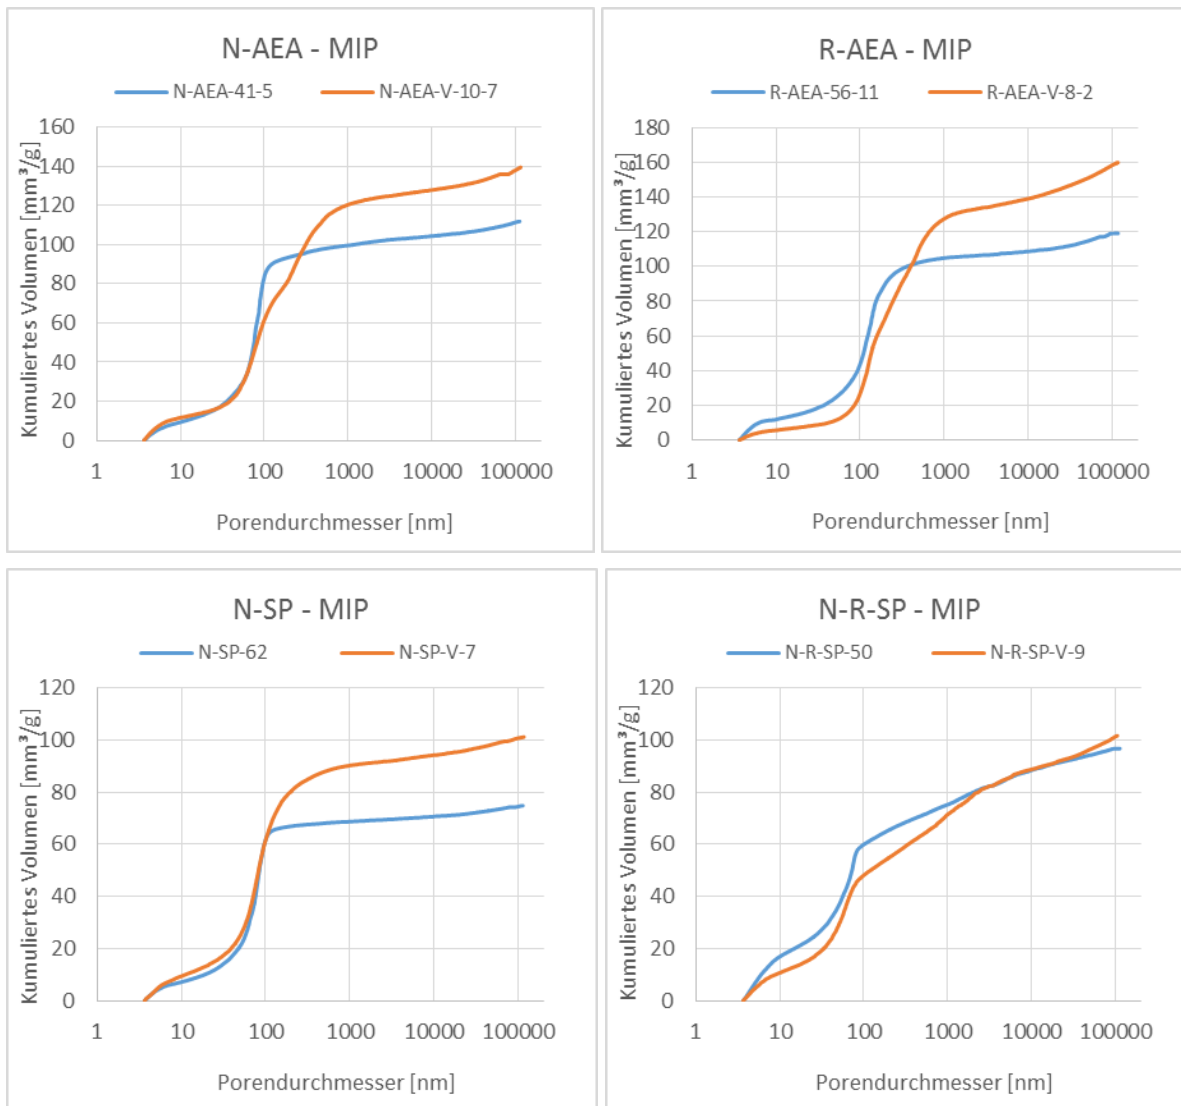 N-AEA - MIP
N-AEA-41-5 N-AEA-V-10-7
Kumuliertes Volumen [mm³/g]
160
140
120
100
80
60
40
20
0
1 10 100 1000 10000 100000
Porendurchmesser [nm]
R-AEA - MIP
R-AEA-56-11 R-AEA-V-8-2
Kumuliertes Volumen [mm³/g]
180
160
140
120
100
80
60
40
20
0
1 10 100 1000 10000 100000
Porendurchmesser [nm]
N-SP - MIP
N-SP-62 N-SP-V-7
Kumuliertes Volumen [mm³/g]
120
100
80
60
40
20
0
1 10 100 1000 10000 100000
Porendurchmesser [nm]
N-R-SP - MIP
N-R-SP-50 N-R-SP-V-9
Kumuliertes Volumen [mm³/g]
120
100
80
60
40
20
0
1 10 100 1000 10000 100000
Porendurchmesser [nm]